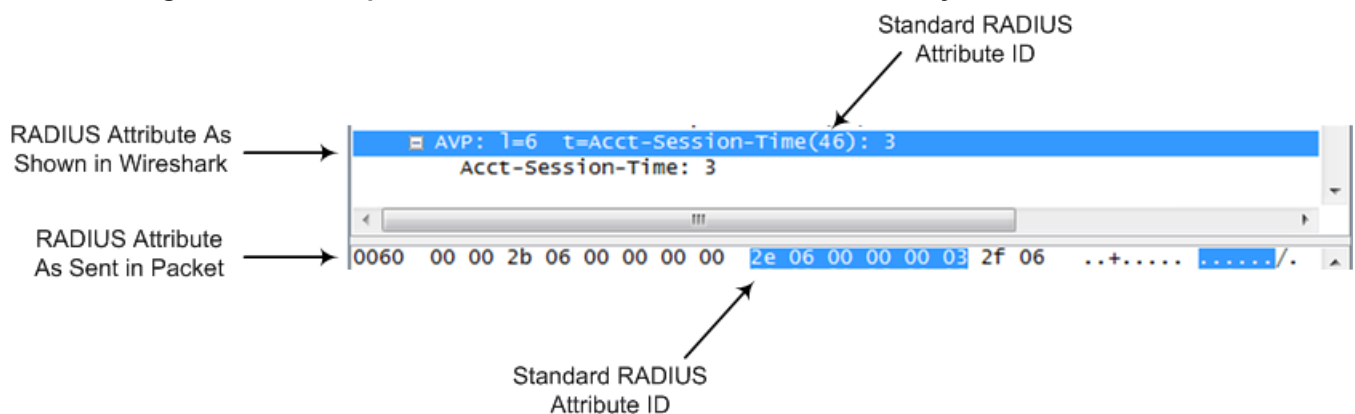 Standard RADIUS
Attribute ID
RADIUS Attribute As
Shown in Wireshark
AVP: l=6  t=Acct-Session-Time(46): 3
Acct-Session-Time: 3
RADIUS Attribute
As Sent in Packet
0060  00 00 2b 06 00 00 00 00  2e 06 00 00 00 03 2f 06  ..+..... ....../.
Standard RADIUS
Attribute ID